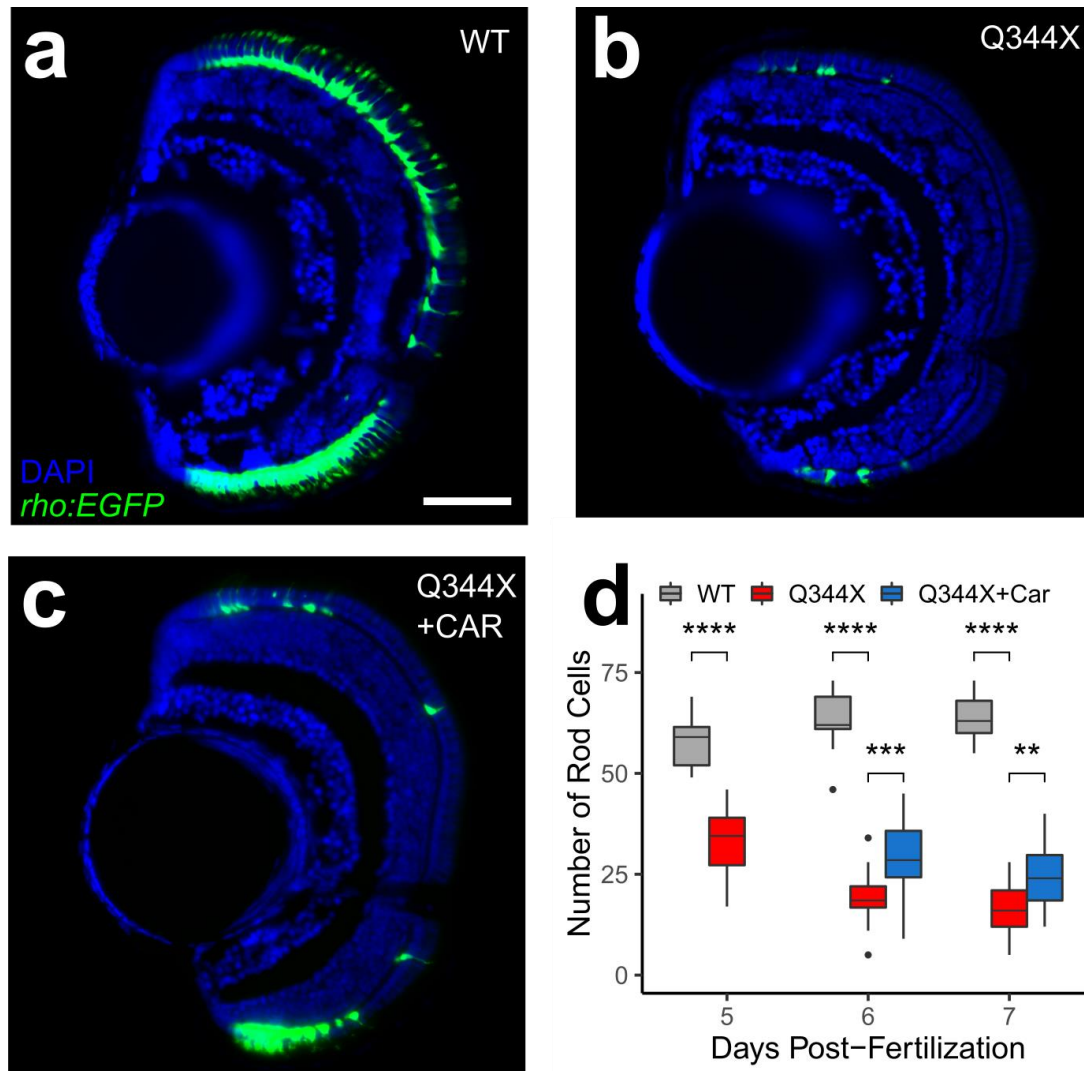 a
WT
DAPI
rho:EGFP
b
Q344X
c
Q344X
+CAR
d
WT Q344X Q344X+Car
**** **** ****
*** **
Number of Rod Cells
75
50
25
0
5 6 7
Days Post−Fertilization